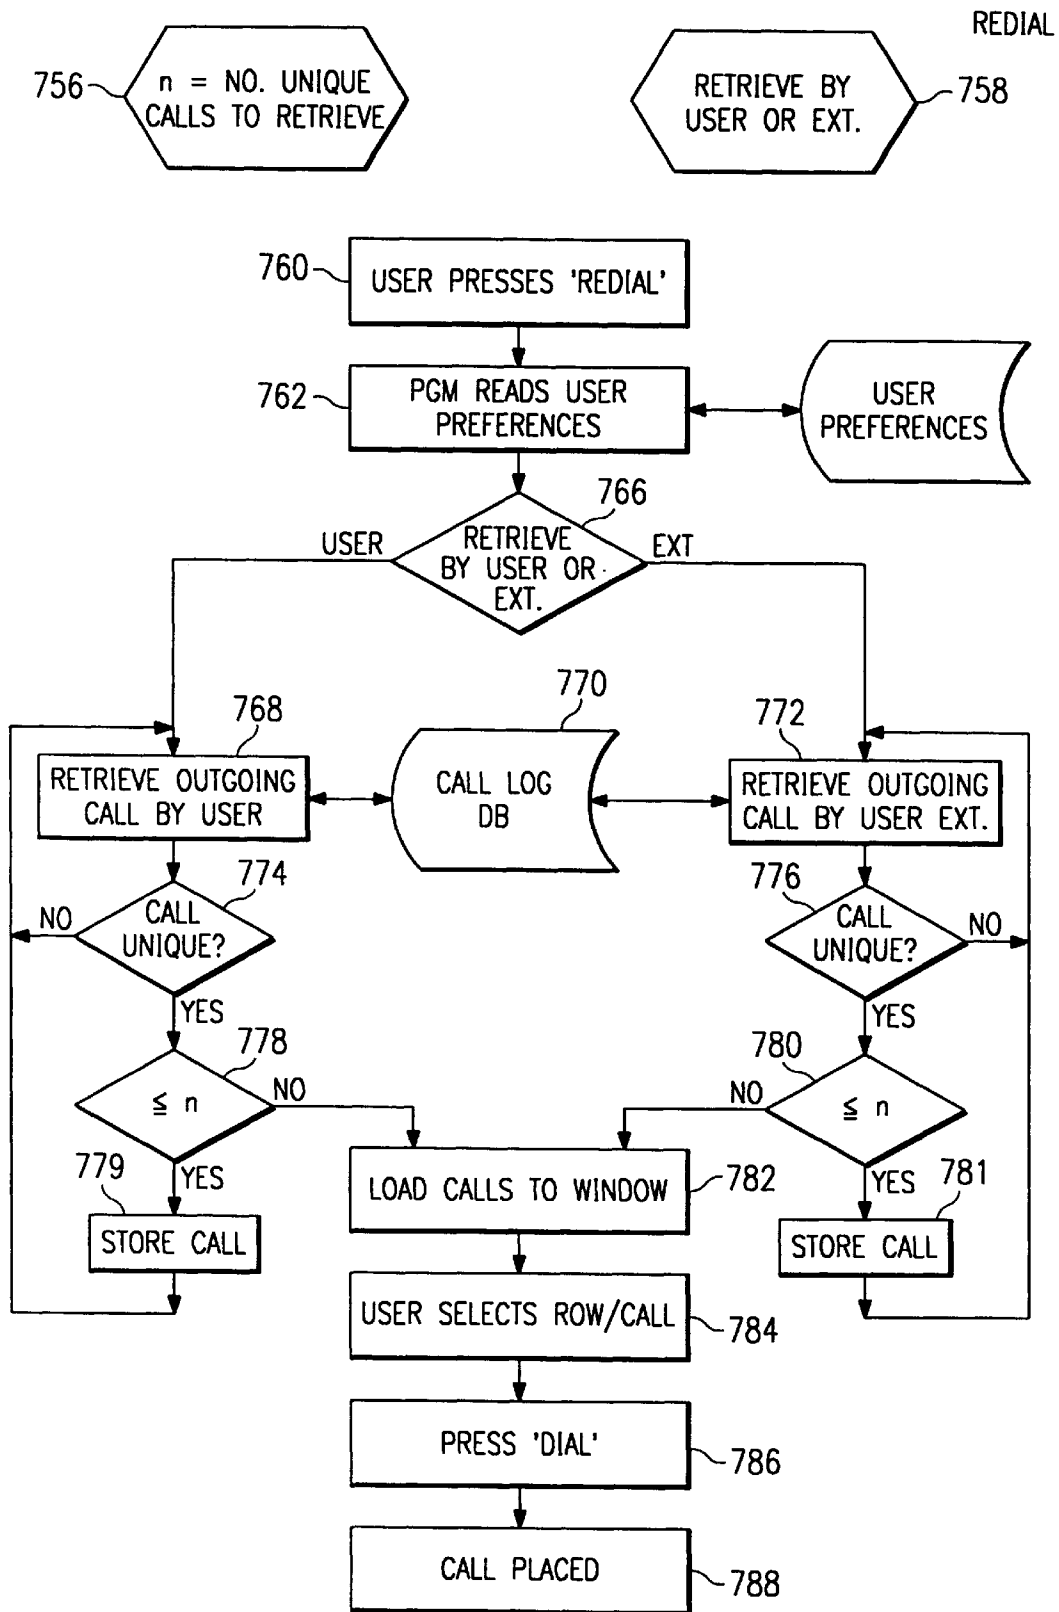 REDIAL
756
n = NO. UNIQUE
CALLS TO RETRIEVE
RETRIEVE BY
USER OR EXT.
758
760
USER PRESSES 'REDIAL'
762
PGM READS USER
PREFERENCES
USER
PREFERENCES
766
USER
RETRIEVE
BY USER OR
EXT.
EXT
768
770
772
RETRIEVE OUTGOING
CALL BY USER
CALL LOG
DB
RETRIEVE OUTGOING
CALL BY USER EXT.
774
776
NO
CALL
UNIQUE?
CALL
UNIQUE?
NO
YES
YES
778
780
≦ n
NO
NO
≦ n
779
YES
YES
781
STORE CALL
LOAD CALLS TO WINDOW
782
STORE CALL
USER SELECTS ROW/CALL
784
PRESS 'DIAL'
786
CALL PLACED
788